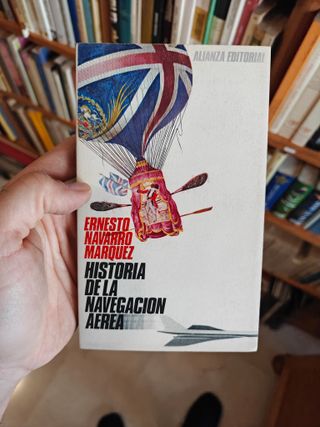 ALIANZA EDITORIAL
ERNESTO
NAVARRO
MARQUEZ
HISTORIA
DE LA
NAVEGACION
AEREA